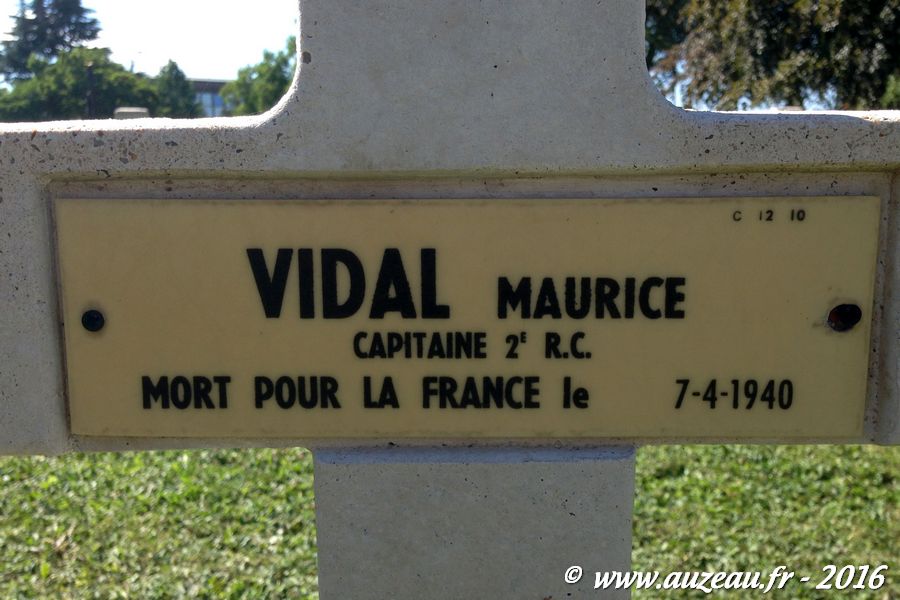 C 12 10
VIDAL MAURICE
CAPITAINE 2E R.C.
MORT POUR LA FRANCE le 7-4-1940
© www.auzeau.fr - 2016